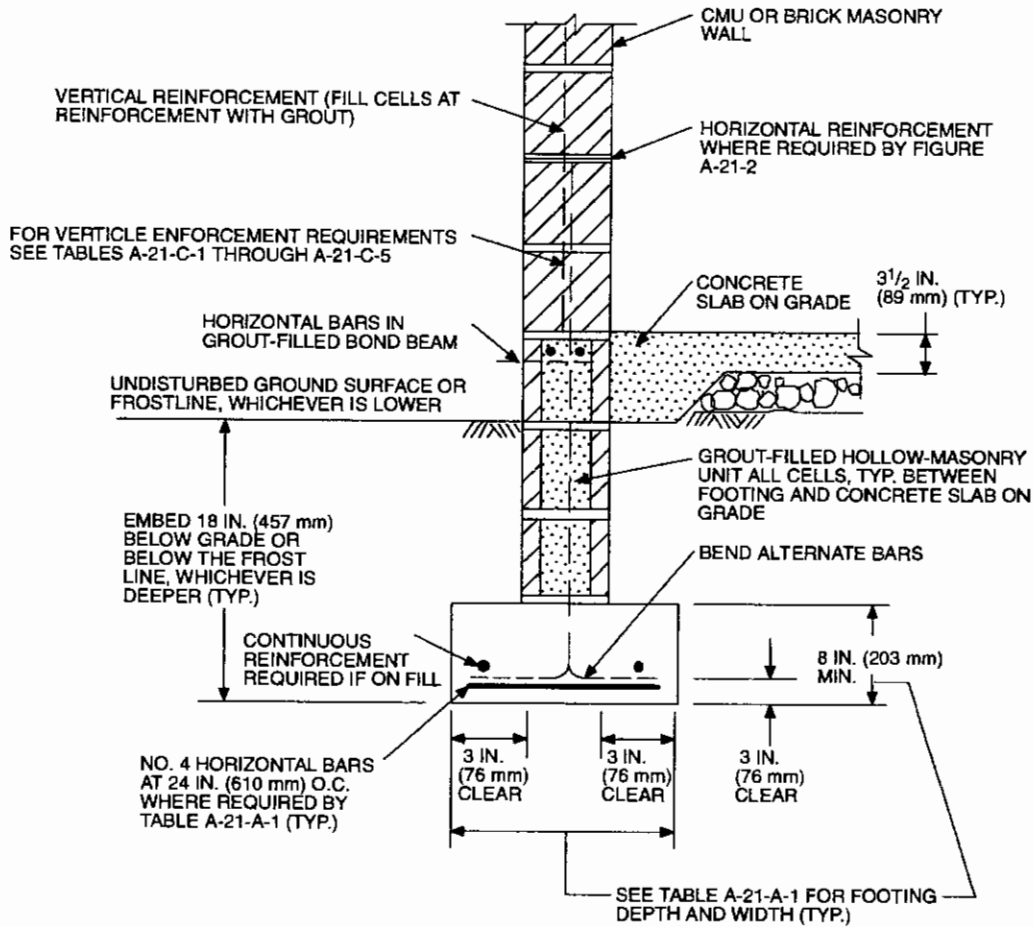 CMU OR BRICK MASONRY
WALL
VERTICAL REINFORCEMENT (FILL CELLS AT
REINFORCEMENT WITH GROUT)
HORIZONTAL REINFORCEMENT
WHERE REQUIRED BY FIGURE
A-21-2
FOR VERTICLE ENFORCEMENT REQUIREMENTS
SEE TABLES A-21-C-1 THROUGH A-21-C-5
CONCRETE
SLAB ON GRADE
3 1/2 IN.
(89 mm) (TYP.)
HORIZONTAL BARS IN
GROUT-FILLED BOND BEAM
UNDISTURBED GROUND SURFACE OR
FROSTLINE, WHICHEVER IS LOWER
GROUT-FILLED HOLLOW-MASONRY
UNIT ALL CELLS, TYP. BETWEEN
FOOTING AND CONCRETE SLAB ON
GRADE
EMBED 18 IN. (457 mm)
BELOW GRADE OR
BELOW THE FROST
LINE, WHICHEVER IS
DEEPER (TYP.)
BEND ALTERNATE BARS
CONTINUOUS
REINFORCEMENT
REQUIRED IF ON FILL
8 IN. (203 mm)
MIN.
NO. 4 HORIZONTAL BARS
AT 24 IN. (610 mm) O.C.
WHERE REQUIRED BY
TABLE A-21-A-1 (TYP.)
3 IN.
(76 mm)
CLEAR
3 IN.
(76 mm)
CLEAR
3 IN.
(76 mm)
CLEAR
SEE TABLE A-21-A-1 FOR FOOTING
DEPTH AND WIDTH (TYP.)